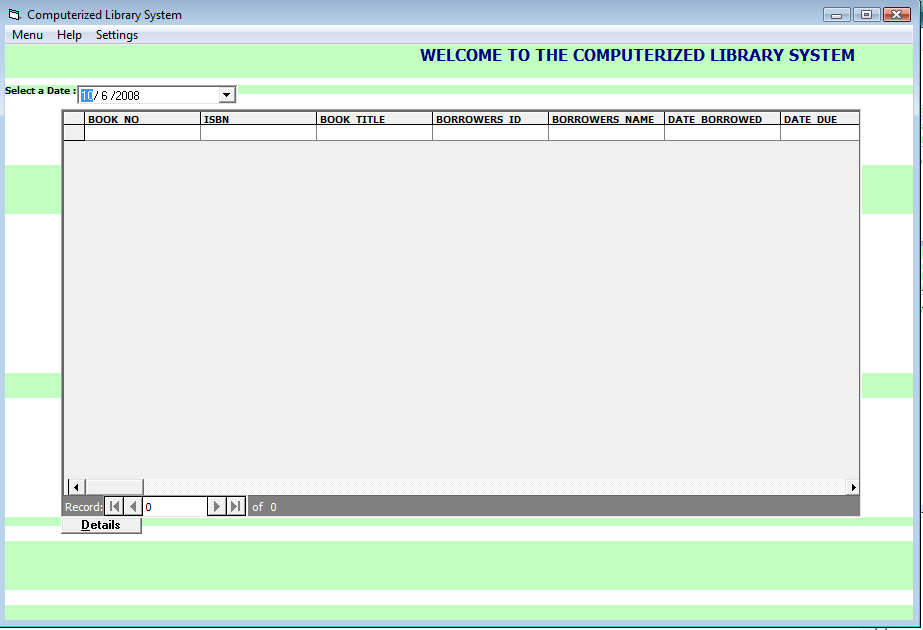 Computerized Library System
Menu Help Settings
WELCOME TO THE COMPUTERIZED LIBRARY SYSTEM
Select a Date : 10/ 6 /2008
BOOK_NO ISBN BOOK_TITLE BORROWERS_ID BORROWERS_NAME DATE_BORROWED DATE_DUE
Record: 0 of 0
Details